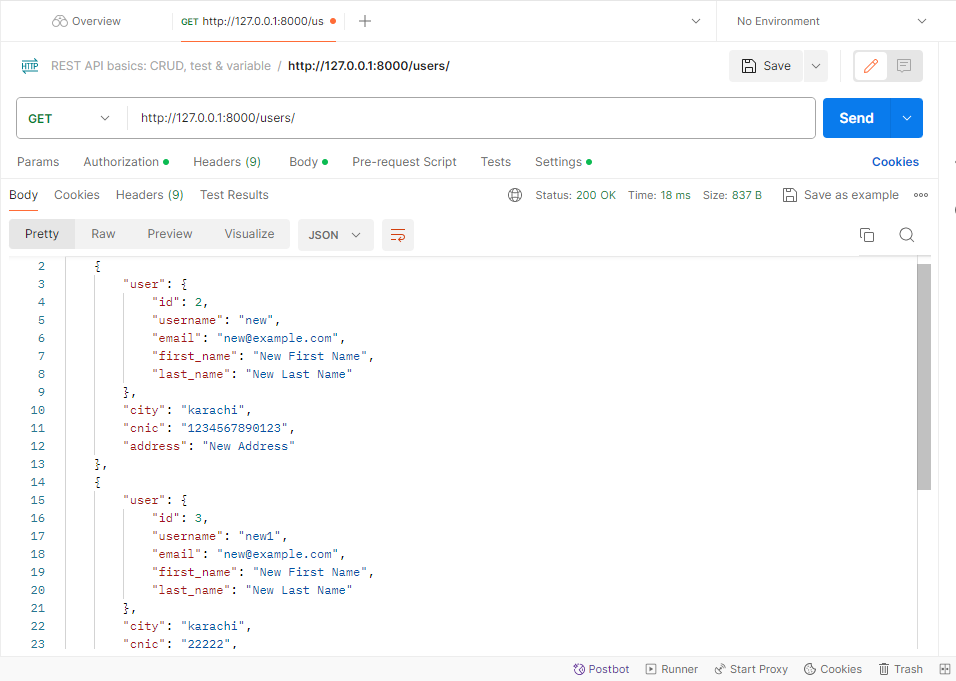 Overview
GET http://127.0.0.1:8000/us
No Environment
HTTP REST API basics: CRUD, test & variable / http://127.0.0.1:8000/users/
Save
GET http://127.0.0.1:8000/users/
Send
Params Authorization Headers (9) Body Pre-request Script Tests Settings Cookies
Body Cookies Headers (9) Test Results Status: 200 OK Time: 18 ms Size: 837 B Save as example
Pretty Raw Preview Visualize JSON
2 {
3 "user": {
4 "id": 2,
5 "username": "new",
6 "email": "new@example.com",
7 "first_name": "New First Name",
8 "last_name": "New Last Name"
9 },
10 "city": "karachi",
11 "cnic": "1234567890123",
12 "address": "New Address"
13 },
14 {
15 "user": {
16 "id": 3,
17 "username": "new1",
18 "email": "new@example.com",
19 "first_name": "New First Name",
20 "last_name": "New Last Name"
21 },
22 "city": "karachi",
23 "cnic": "22222",
Postbot Runner Start Proxy Cookies Trash